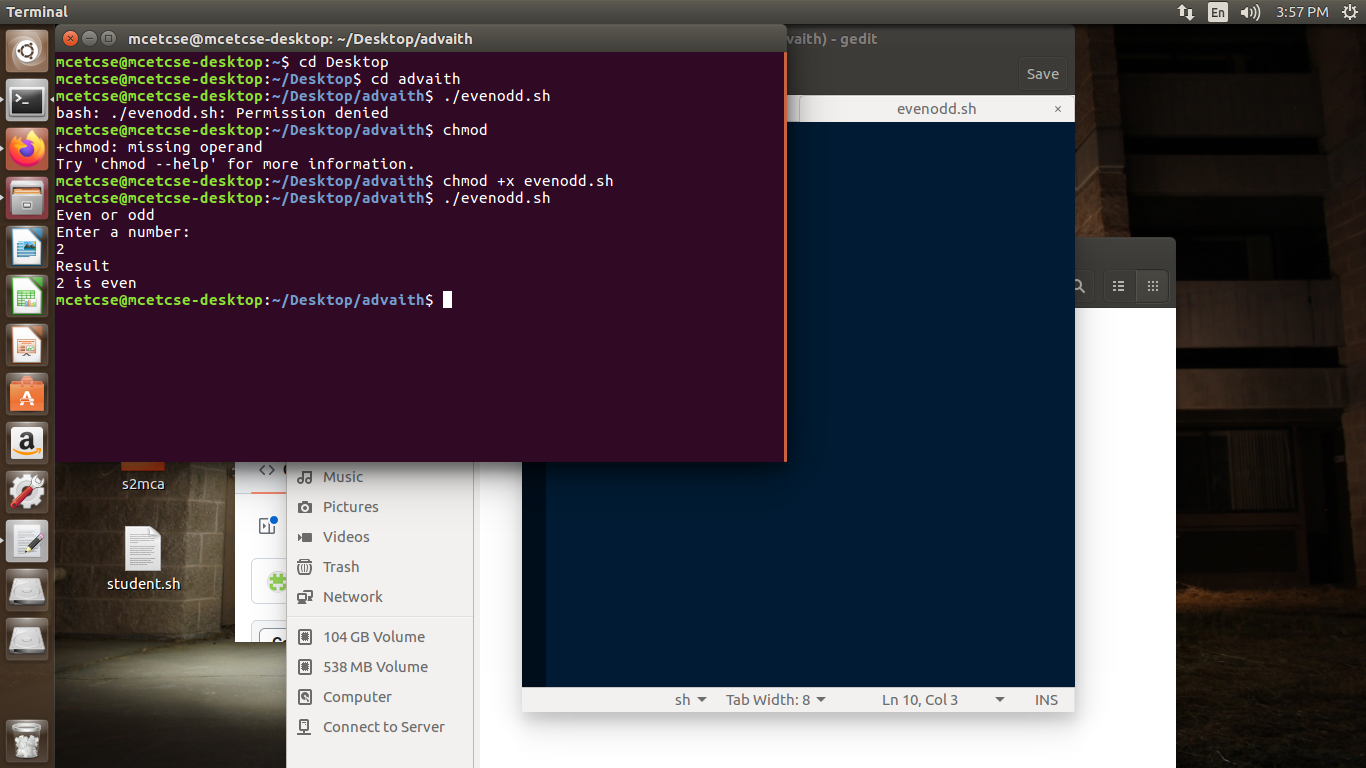 Terminal
En
3:57 PM
mcetcse@mcetcse-desktop: ~/Desktop/advaith
mcetcse@mcetcse-desktop:~$ cd Desktop
mcetcse@mcetcse-desktop:~/Desktop$ cd advaith
mcetcse@mcetcse-desktop:~/Desktop/advaith$ ./evenodd.sh
bash: ./evenodd.sh: Permission denied
mcetcse@mcetcse-desktop:~/Desktop/advaith$ chmod
+chmod: missing operand
Try 'chmod --help' for more information.
mcetcse@mcetcse-desktop:~/Desktop/advaith$ chmod +x evenodd.sh
mcetcse@mcetcse-desktop:~/Desktop/advaith$ ./evenodd.sh
Even or odd
Enter a number:
2
Result
2 is even
mcetcse@mcetcse-desktop:~/Desktop/advaith$
vaith) - gedit
Save
evenodd.sh
s2mca
student.sh
Music
Pictures
Videos
Trash
Network
104 GB Volume
538 MB Volume
Computer
Connect to Server
sh
Tab Width: 8
Ln 10, Col 3
INS